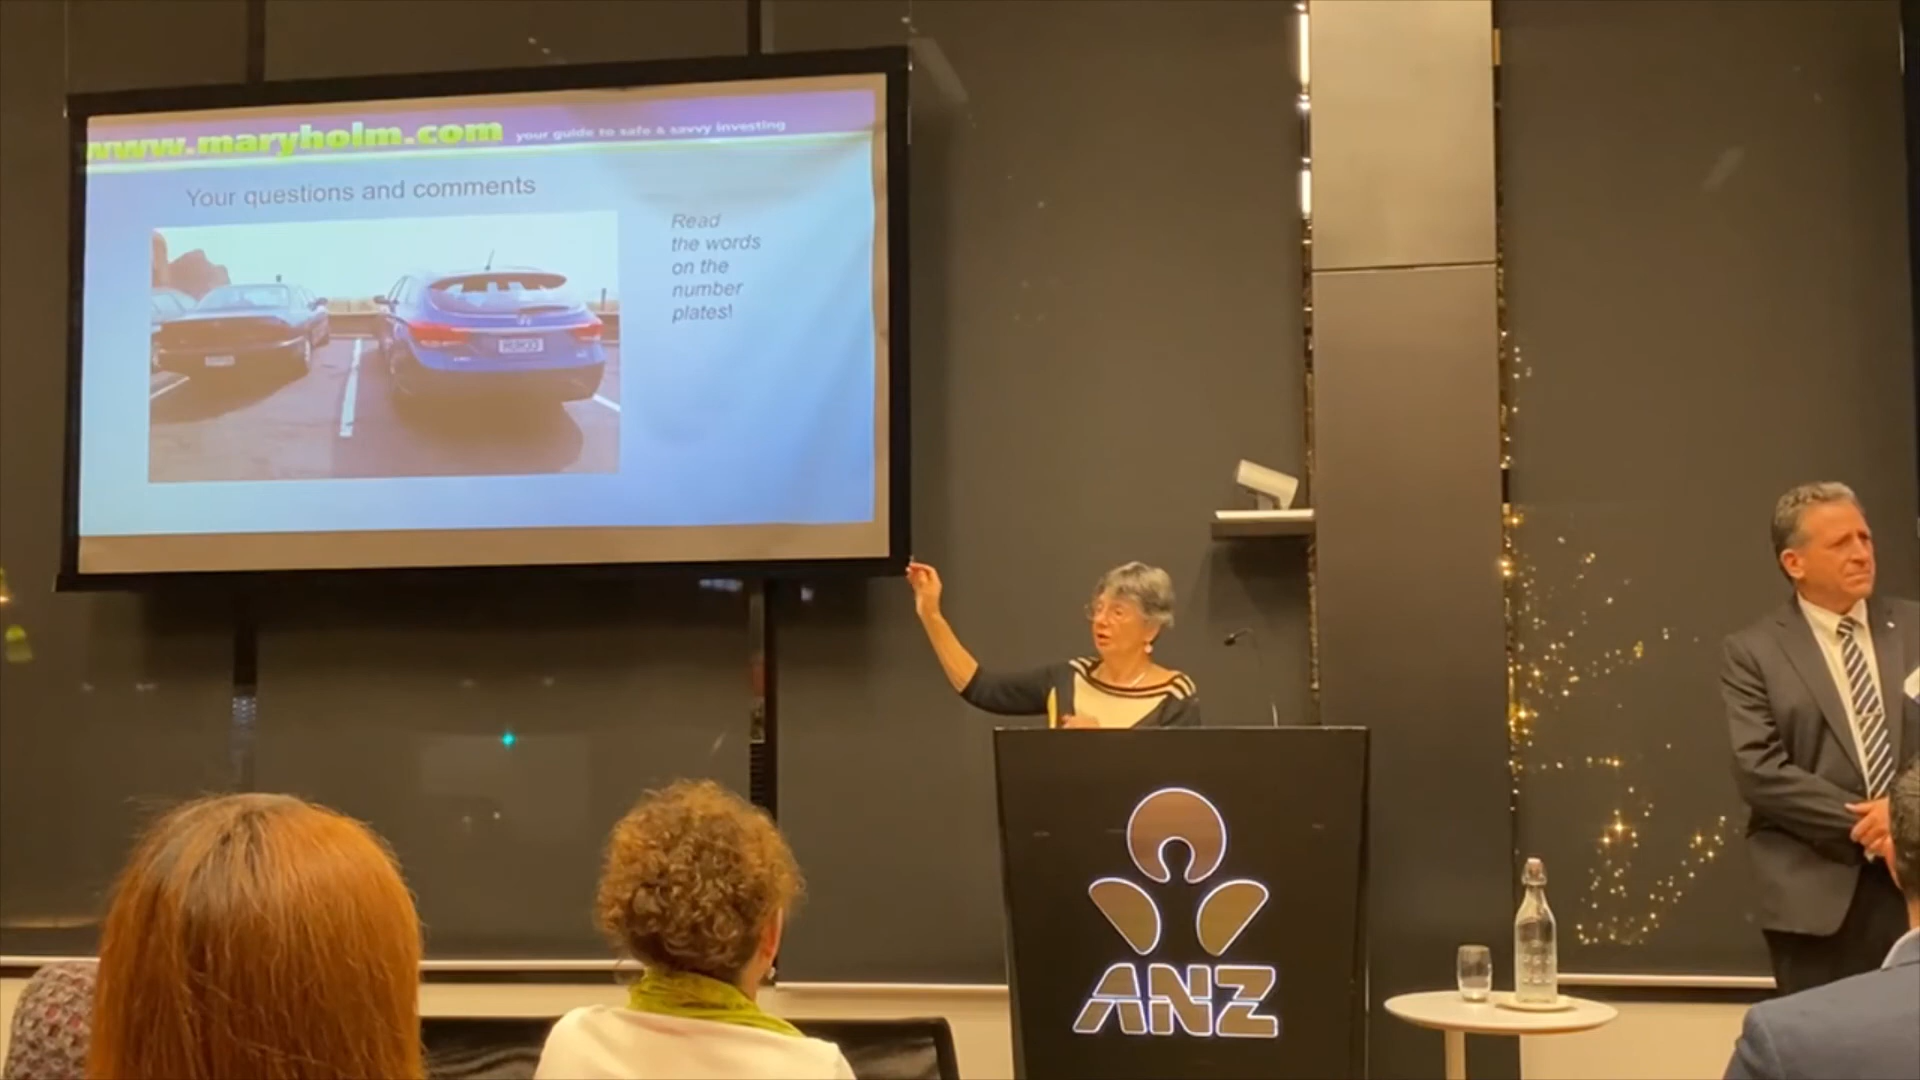 www.maryholm.com your guide to safe & savvy investing
Your questions and comments
Read
the words
on the
number
plates!
ANZ